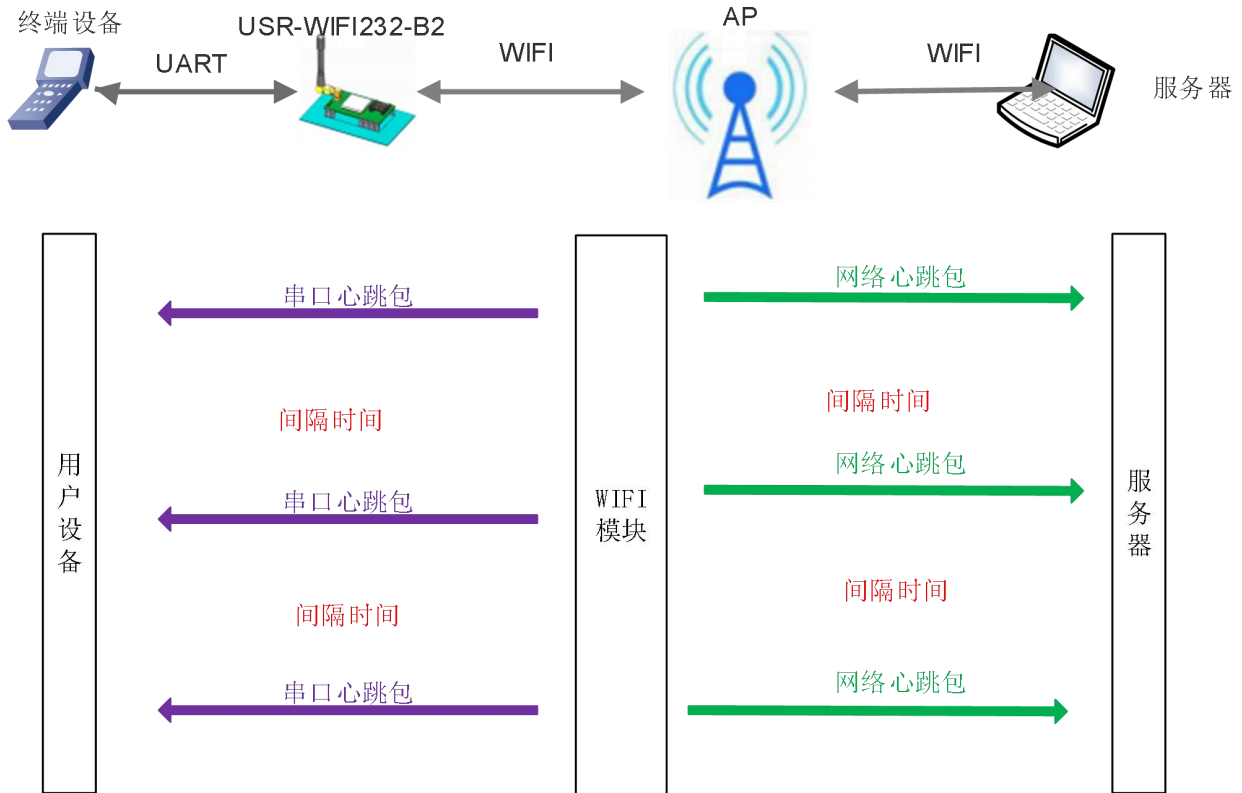 终端设备
USR-WIFI232-B2
AP
UART
WIFI
WIFI
服务器
串口心跳包
网络心跳包
间隔时间
间隔时间
串口心跳包
网络心跳包
用户设备
WIFI
模块
服务器
间隔时间
间隔时间
串口心跳包
网络心跳包